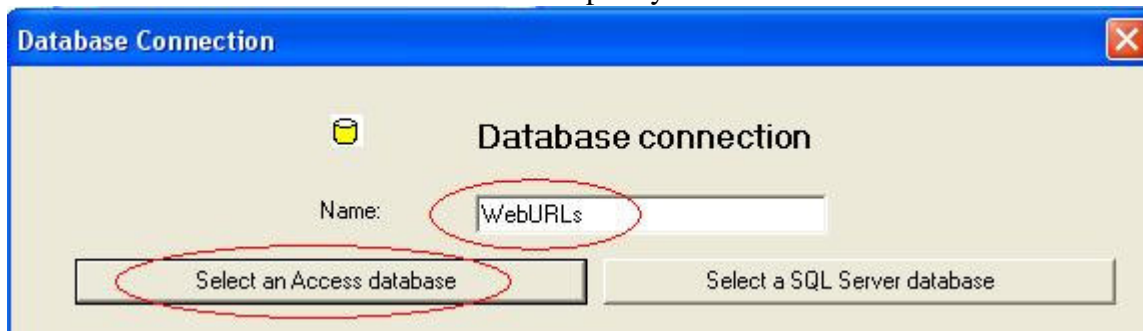 Database Connection
Database connection
Name: WebURLs
Select an Access database Select a SQL Server database